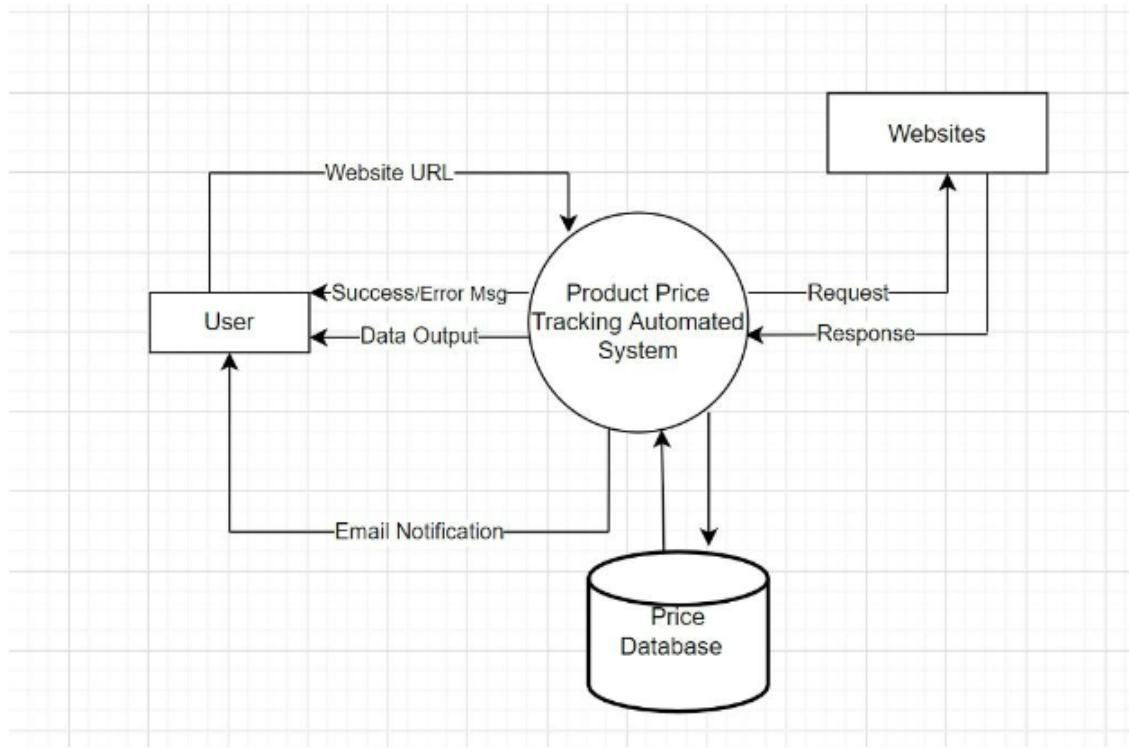 Websites
Website URL
Success/Error Msg
Data Output
User
Product Price
Tracking Automated
System
Request
Response
Email Notification
Price
Database